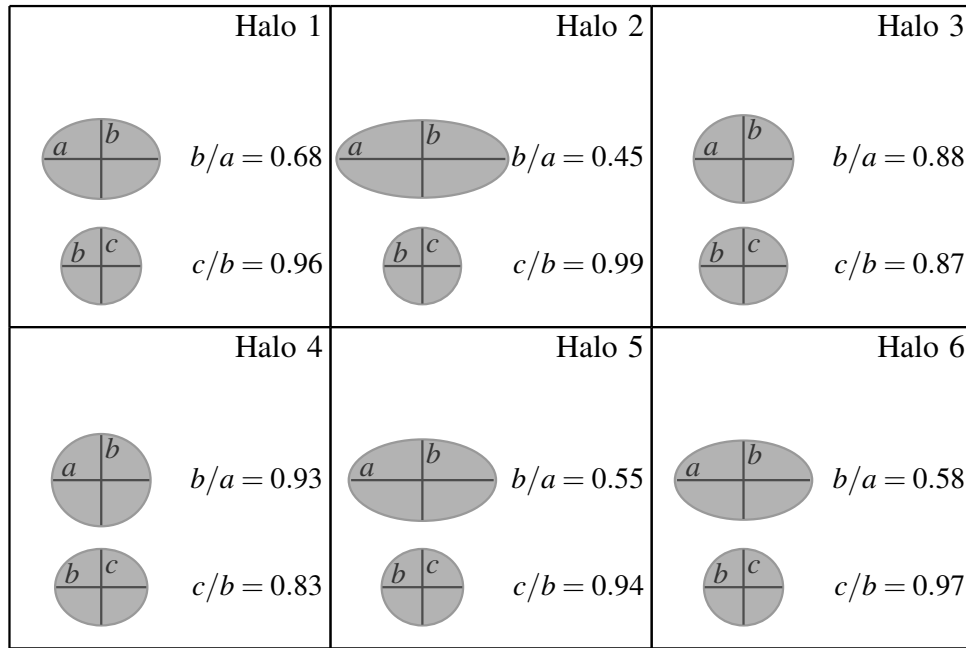 Halo 1
a b
b/a = 0.68
b c
c/b = 0.96
Halo 2
a b
b/a = 0.45
b c
c/b = 0.99
Halo 3
a b
b/a = 0.88
b c
c/b = 0.87
Halo 4
a b
b/a = 0.93
b c
c/b = 0.83
Halo 5
a b
b/a = 0.55
b c
c/b = 0.94
Halo 6
a b
b/a = 0.58
b c
c/b = 0.97